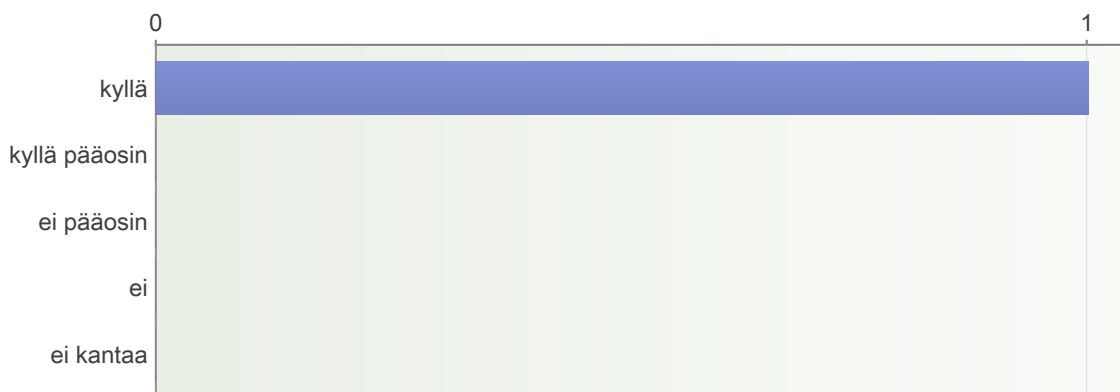 0 1
kyllä
kyllä pääosin
ei pääosin
ei
ei kantaa